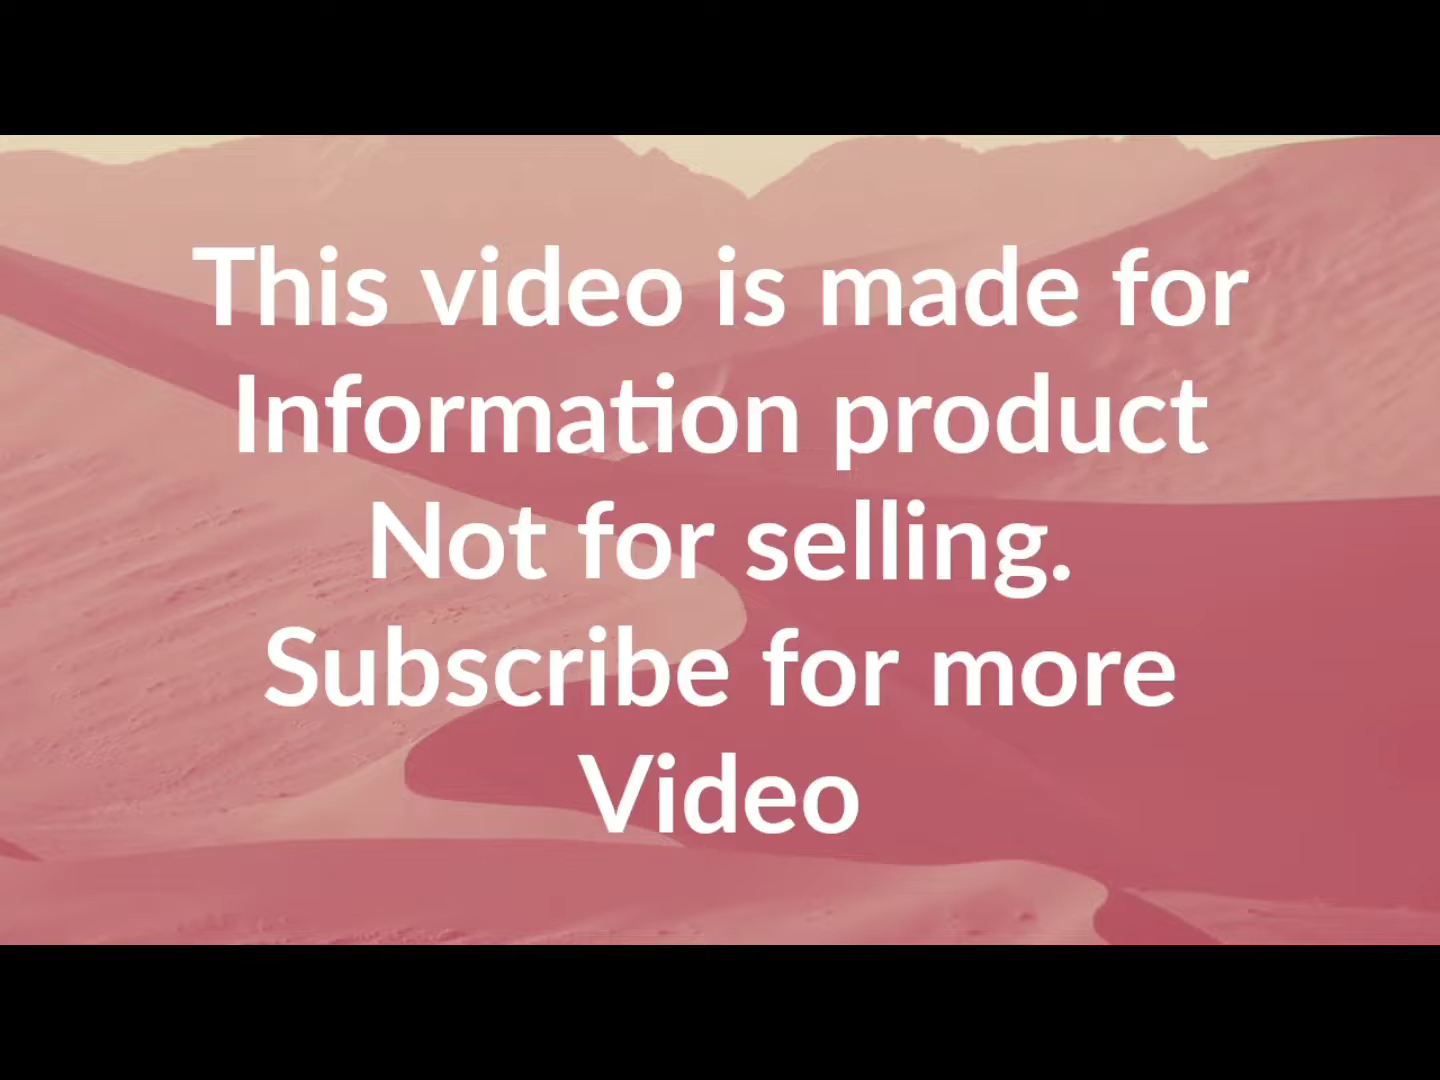 This video is made for
Information product
Not for selling.
Subscribe for more
Video